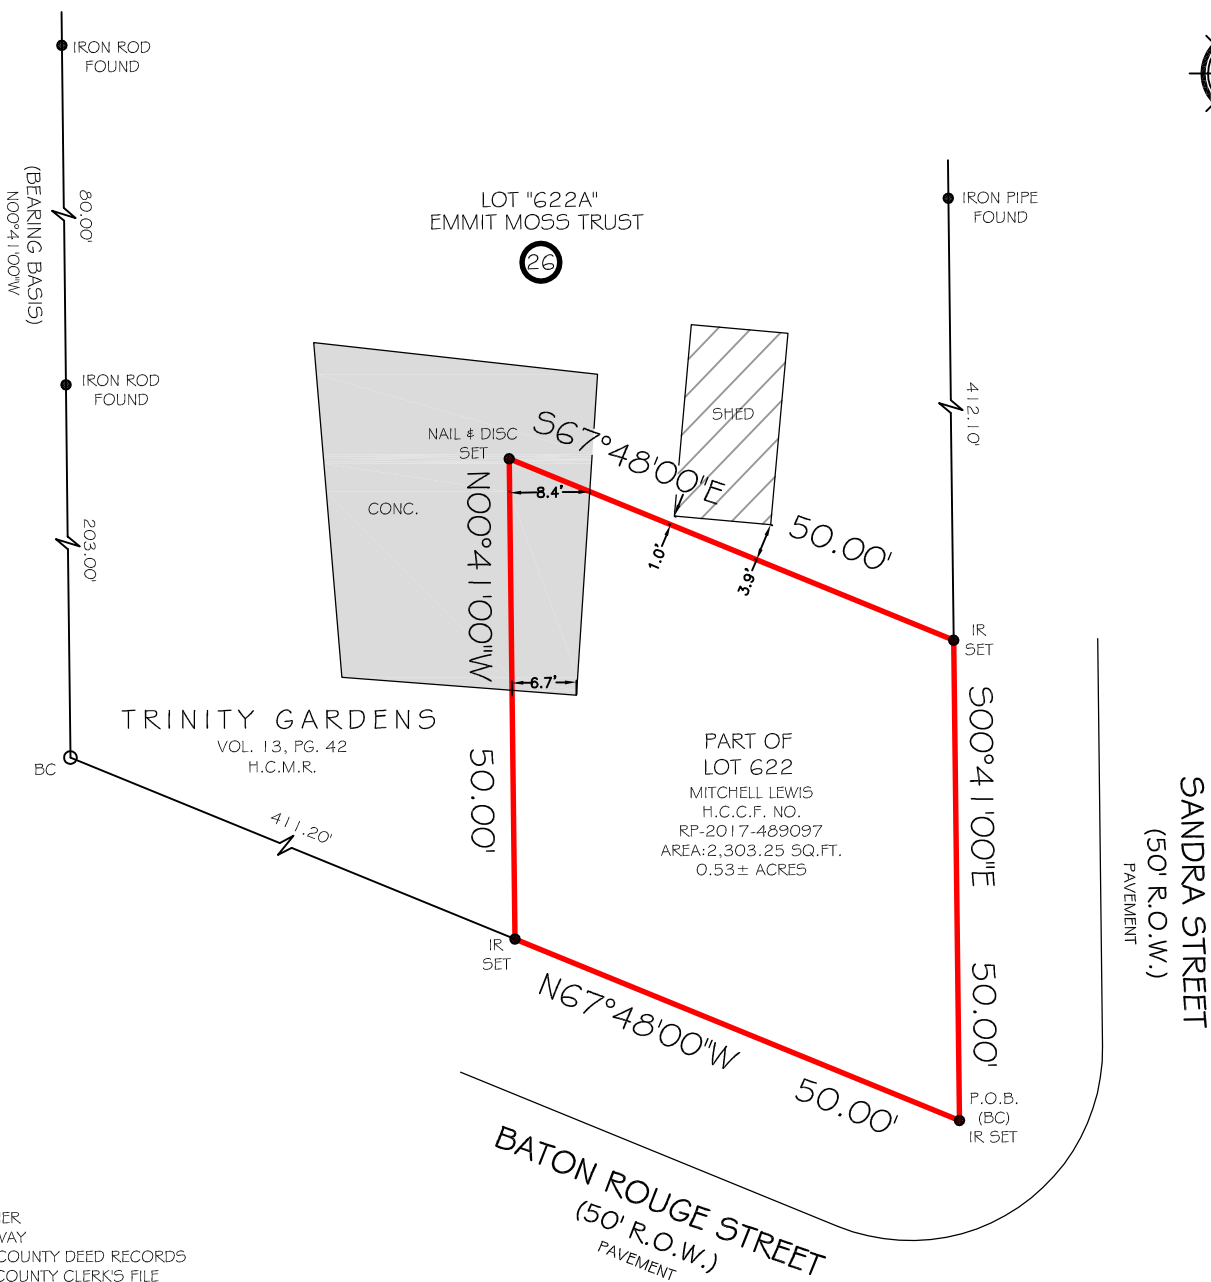 IRON ROD
FOUND
(BEARING BASIS)
N00°41'00"W
80.00'
LOT "622A"
EMMIT MOSS TRUST
26
IRON PIPE
FOUND
IRON ROD
FOUND
412.10'
SHED
NAIL & DISC
SET
S67°48'00"E
50.00'
8.4'
1.0'
3.9'
CONC.
N00°41'00"W
50.00'
203.00'
6.7'
IR
SET
TRINITY GARDENS
VOL. 13, PG. 42
H.C.M.R.
BC
411.20'
PART OF
LOT 622
MITCHELL LEWIS
H.C.C.F. NO.
RP-2017-489097
AREA:2,303.25 SQ.FT.
0.53± ACRES
S00°41'00"E
50.00'
SANDRA STREET
(50' R.O.W.)
PAVEMENT
IR
SET
N67°48'00"W
50.00'
P.O.B.
(BC)
IR SET
BATON ROUGE STREET
(50' R.O.W.)
PAVEMENT
COUNTY DEED RECORDS
COUNTY CLERK'S FILE